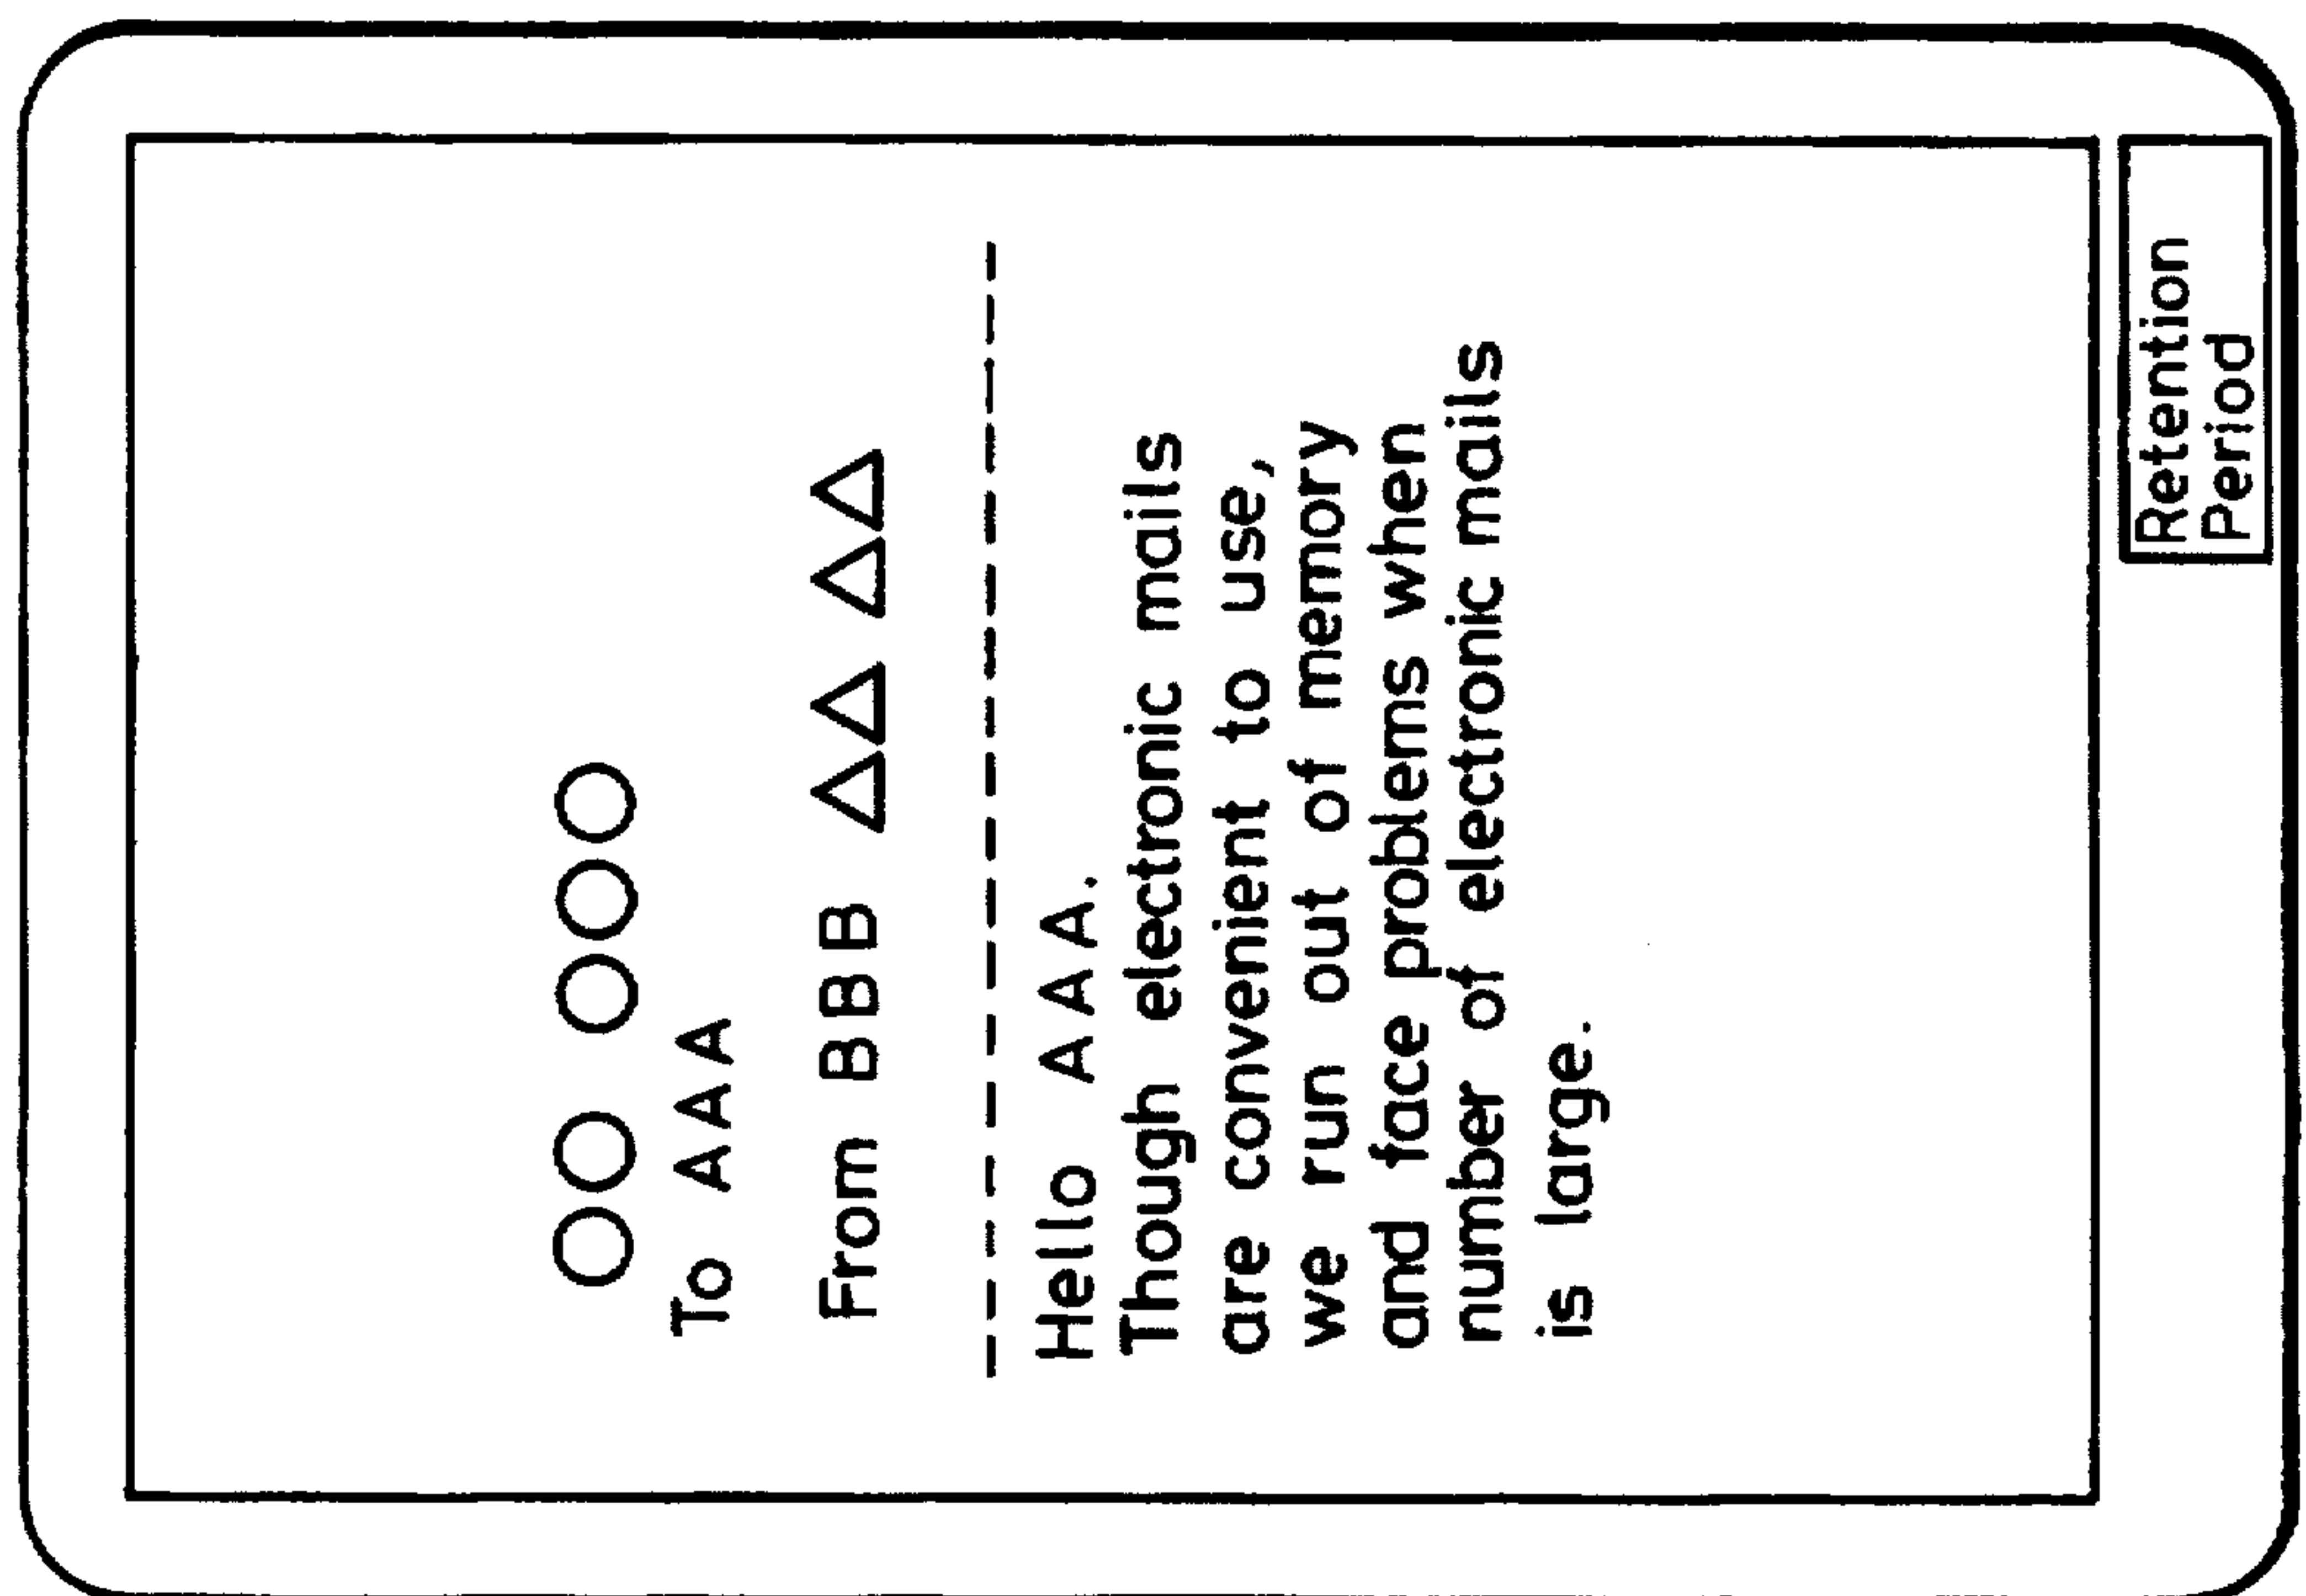 ○○ ○○○
To AAA
From BBB △△ △△
Hello AAA.
Though electronic mails
are convenient to use,
we run out of memory
and face problems when
number of electronic mails
is large.
Retention
Period